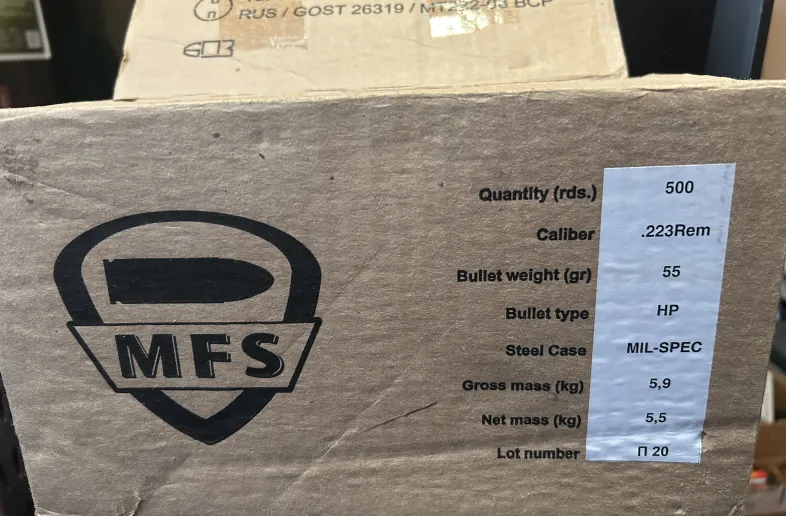 RUS / GOST 26319 /
603
MFS
Quantity (rds.) 500
Caliber .223Rem
Bullet weight (gr) 55
Bullet type HP
Steel Case MIL-SPEC
Gross mass (kg) 5,9
Net mass (kg) 5,5
Lot number П 20